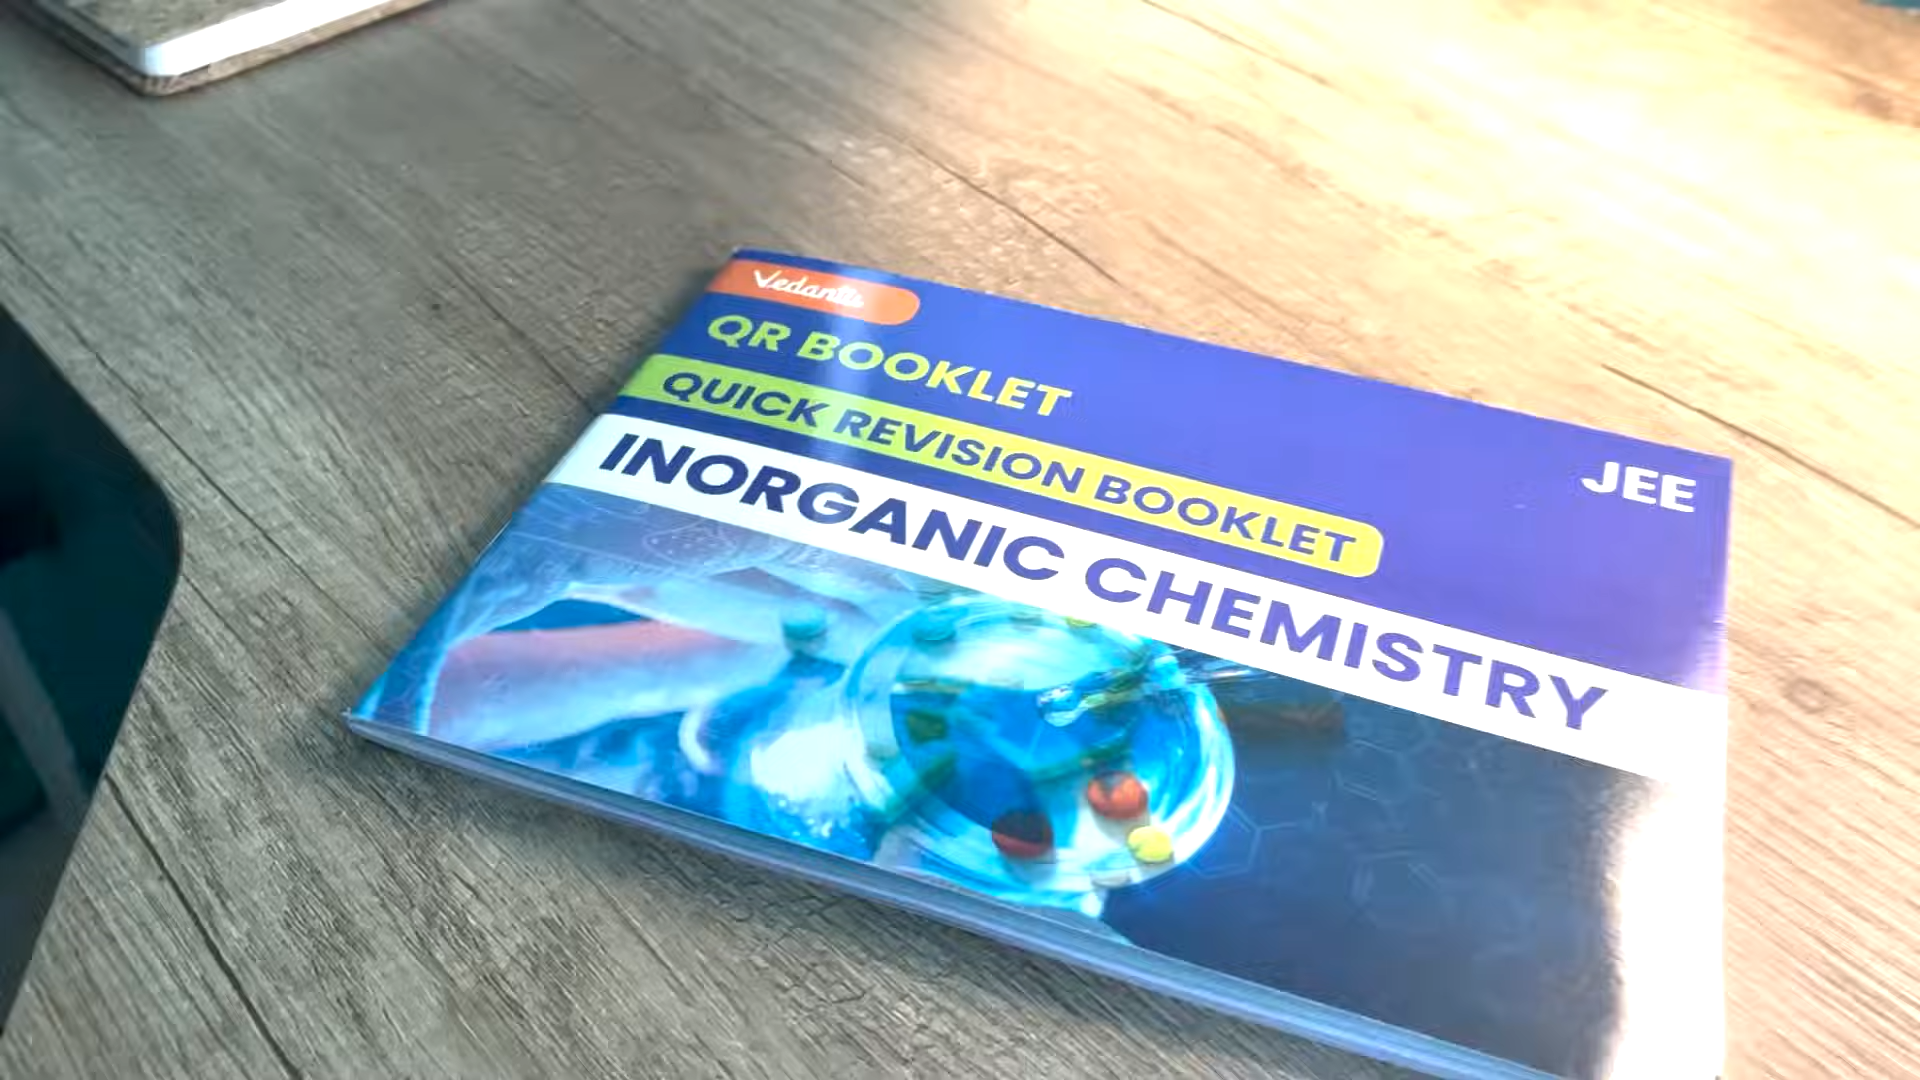 Vedantu
QR BOOKLET
QUICK REVISION BOOKLET
JEE
INORGANIC CHEMISTRY